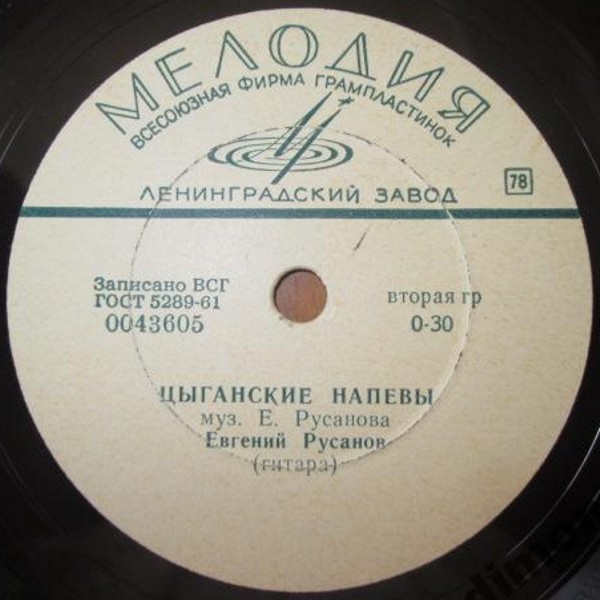 МЕЛОДИЯ
ВСЕСОЮЗНАЯ ФИРМА ГРАМПЛАСТИНОК
ЛЕНИНГРАДСКИЙ ЗАВОД
78
Записано ВСГ
ГОСТ 5289-61
0043605
вторая гр
0-30
ЦЫГАНСКИЕ НАПЕВЫ
муз. Е. Русанова
Евгений Русанов
(гитара)